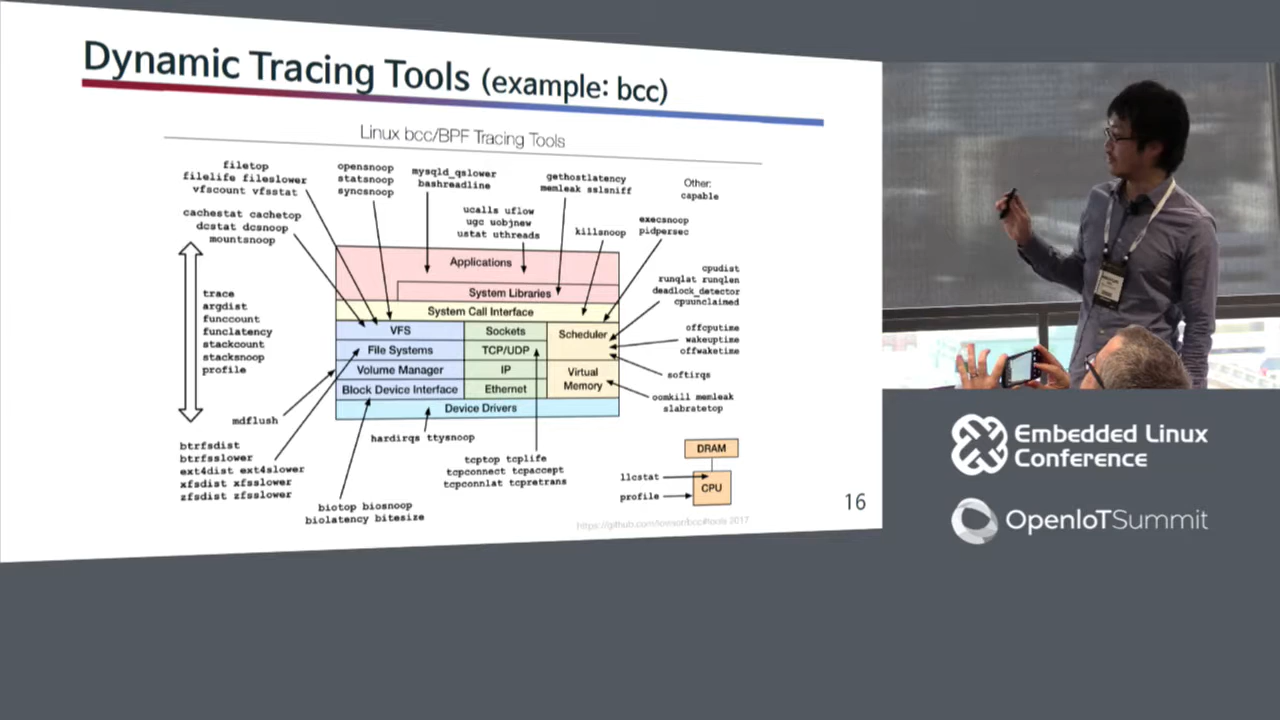 Dynamic Tracing Tools (example: bcc)
Linux bcc/BPF Tracing Tools
filetop
filelife fileslower
vfscount vfsstat
opensnoop
statsnoop
syncsnoop
mysqld_qslower
bashreadline
gethostlatency
memleak sslsniff
Other:
capable
cachestat cachetop
dcstat dcsnoop
mountsnoop
ucalls uflow
ugc uobjnew
ustat uthreads
killsnoop
execsnoop
pidpersec
trace
argdist
funccount
funclatency
stackcount
stacksnoop
profile
Applications
System Libraries
System Call Interface
VFS
Sockets
Scheduler
File Systems
TCP/UDP
Volume Manager
IP
Virtual
Memory
Block Device Interface
Ethernet
Device Drivers
cpudist
runqlat runqlen
deadlock_detector
cpuunclaimed
offcputime
wakeuptime
offwaketime
softirqs
oomkill memleak
slabratetop
mdflush
btrfsdist
btrfsslower
ext4dist ext4slower
xfsdist xfsslower
zfsdist zfsslower
hardirqs ttysnoop
biotop biosnoop
biolatency bitesize
tcptop tcplife
tcpconnect tcpaccept
tcpconnlat tcpretrans
DRAM
llcstat
CPU
profile
https://github.com/iovisor/bcc#tools 2017
16
Embedded Linux
Conference
OpenIoTSummit